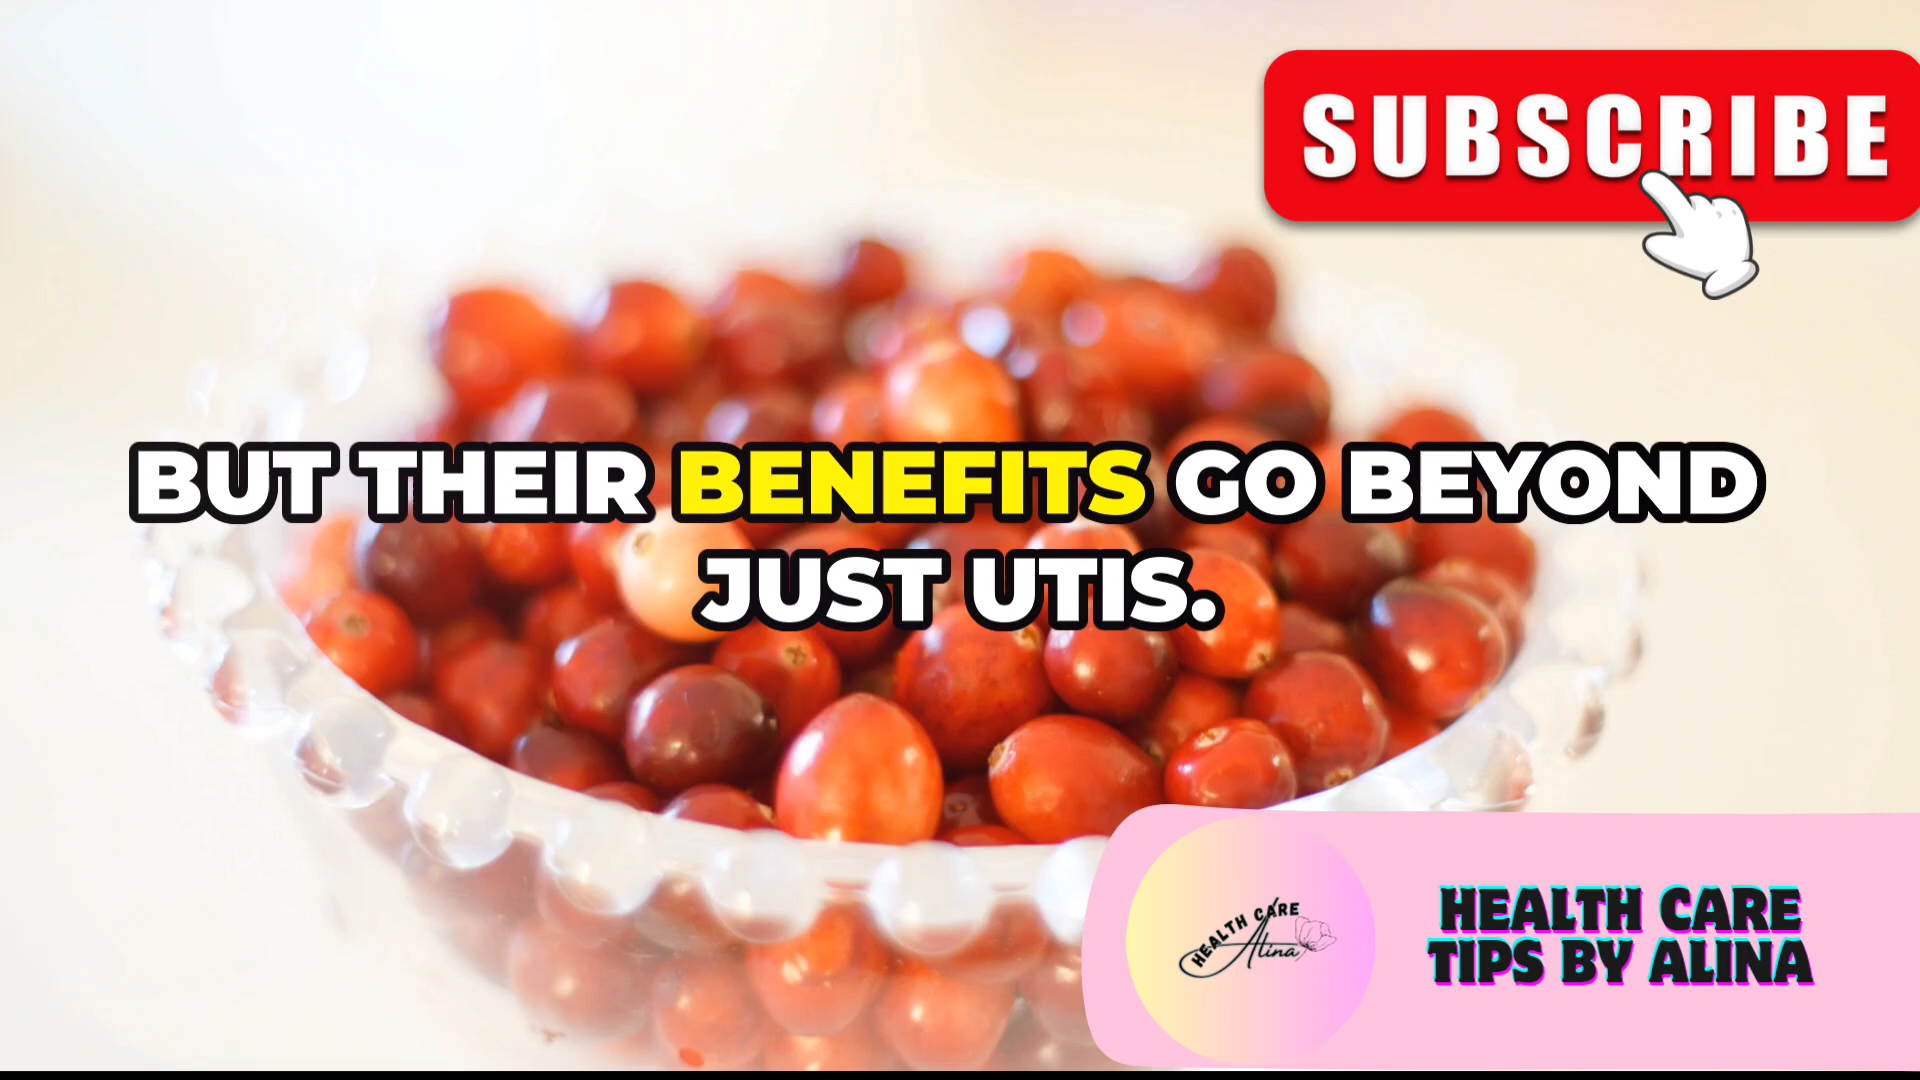 SUBSCRIBE
BUT THEIR BENEFITS GO BEYOND
JUST UTIS.
HEALTH CARE
Alina
HEALTH CARE
TIPS BY ALINA